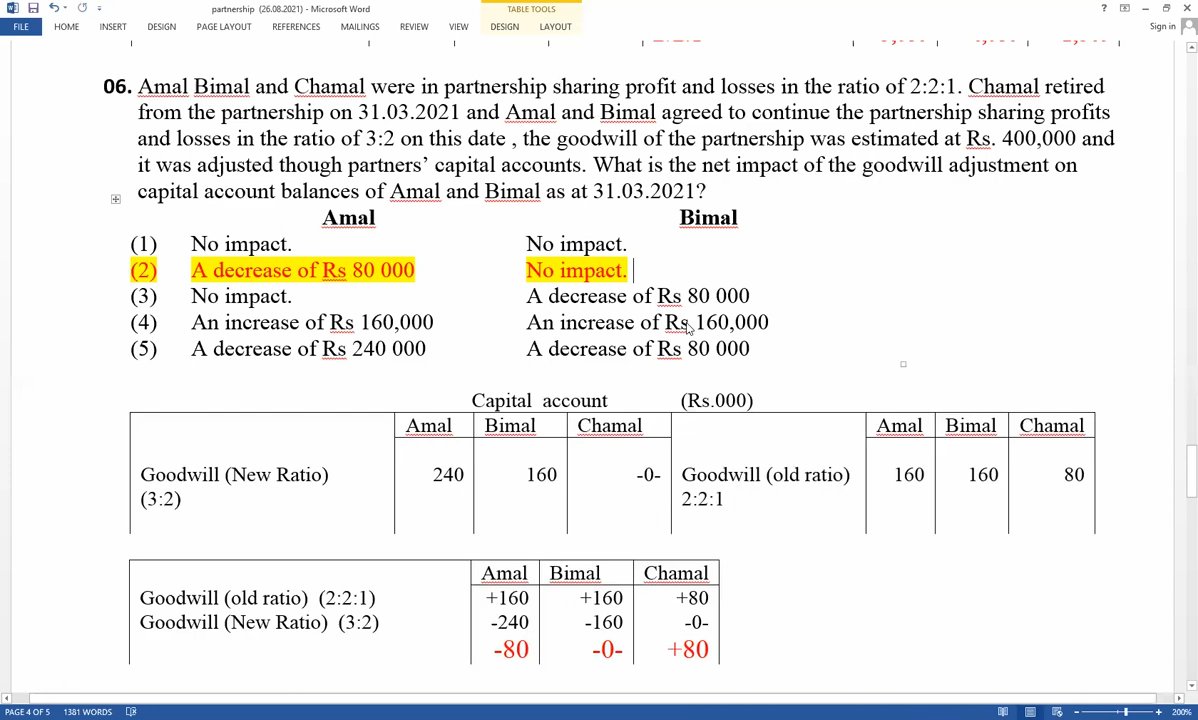 partnership (26.08.2021) - Microsoft Word
TABLE TOOLS
FILE HOME INSERT DESIGN PAGE LAYOUT REFERENCES MAILINGS REVIEW VIEW DESIGN LAYOUT Sign in
06. Amal Bimal and Chamal were in partnership sharing profit and losses in the ratio of 2:2:1. Chamal retired
from the partnership on 31.03.2021 and Amal and Bimal agreed to continue the partnership sharing profits
and losses in the ratio of 3:2 on this date , the goodwill of the partnership was estimated at Rs. 400,000 and
it was adjusted though partners’ capital accounts. What is the net impact of the goodwill adjustment on
capital account balances of Amal and Bimal as at 31.03.2021?
Amal Bimal
(1) No impact. No impact.
(2) A decrease of Rs 80 000 No impact.
(3) No impact. A decrease of Rs 80 000
(4) An increase of Rs 160,000 An increase of Rs 160,000
(5) A decrease of Rs 240 000 A decrease of Rs 80 000
Capital account (Rs.000)
Amal Bimal Chamal Amal Bimal Chamal
Goodwill (New Ratio) 240 160 -0- Goodwill (old ratio) 160 160 80
(3:2) 2:2:1
Amal Bimal Chamal
Goodwill (old ratio) (2:2:1) +160 +160 +80
Goodwill (New Ratio) (3:2) -240 -160 -0-
-80 -0- +80
PAGE 4 OF 5 1381 WORDS 200%